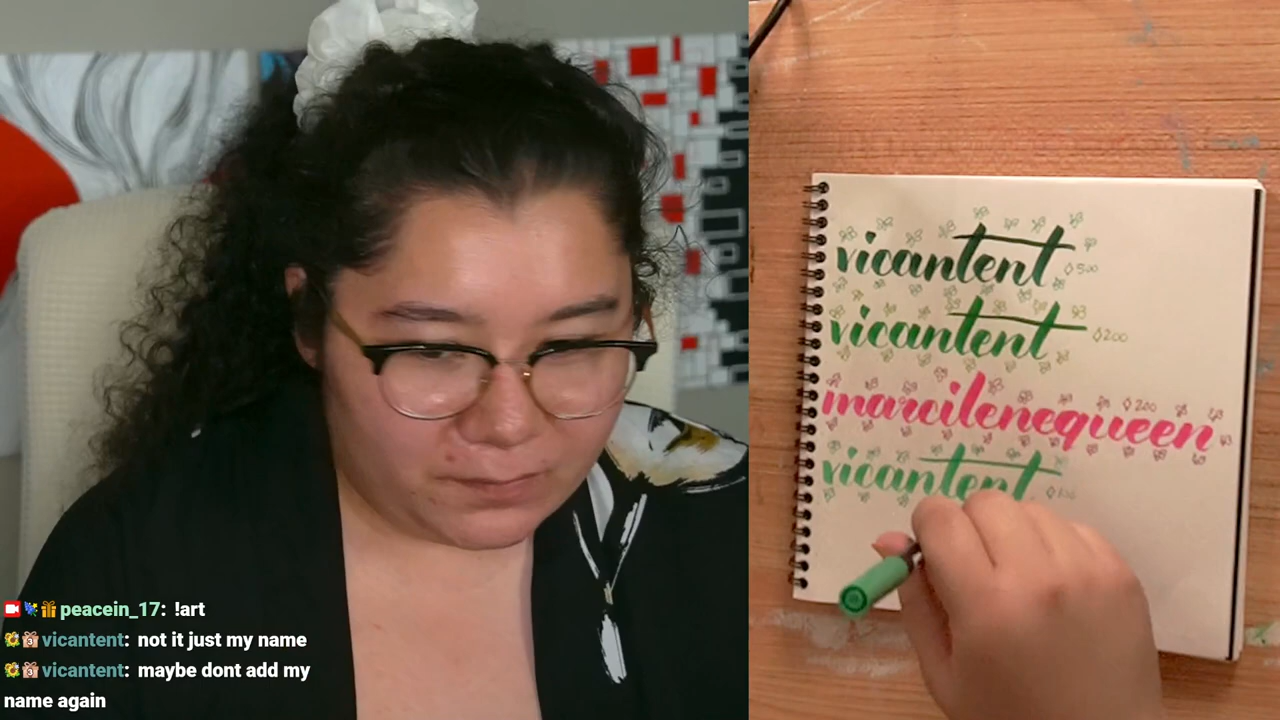 peacein_17: !art
vicantent: not it just my name
vicantent: maybe dont add my
name again
vicantent ◊500
vicantent ◊200
marcilenequeen ◊200
vicantent